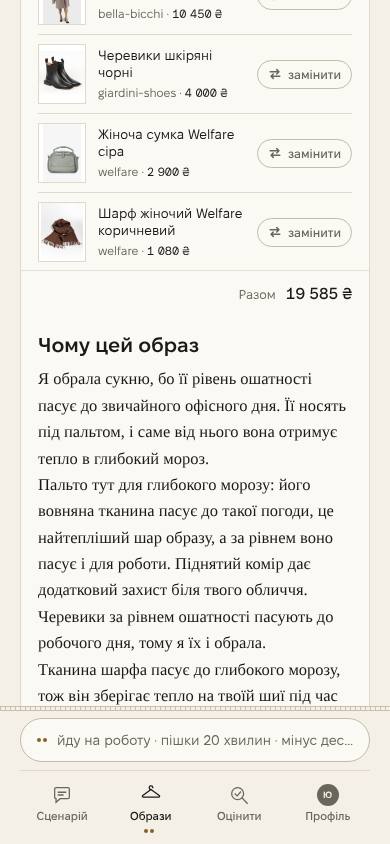 bella-bicchi · 10 450 ₴
Черевики шкіряні
чорні
giardini-shoes · 4 000 ₴
замінити
Жіноча сумка Welfare
сіра
welfare · 2 900 ₴
замінити
Шарф жіночий Welfare
коричневий
welfare · 1 080 ₴
замінити
Разом 19 585 ₴
Чому цей образ
Я обрала сукню, бо її рівень ошатності
пасує до звичайного офісного дня. Її носять
під пальтом, і саме від нього вона отримує
тепло в глибокий мороз.
Пальто тут для глибокого морозу: його
вовняна тканина пасує до такої погоди, це
найтепліший шар образу, а за рівнем воно
пасує і для роботи. Піднятий комір дає
додатковий захист біля твого обличчя.
Черевики за рівнем ошатності пасують до
робочого дня, тому я їх і обрала.
Тканина шарфа пасує до глибокого морозу,
тож він зберігає тепло на твоїй шиї під час
йду на роботу · пішки 20 хвилин · мінус дес...
Сценарій
Образи
Оцінити
Ю
Профіль